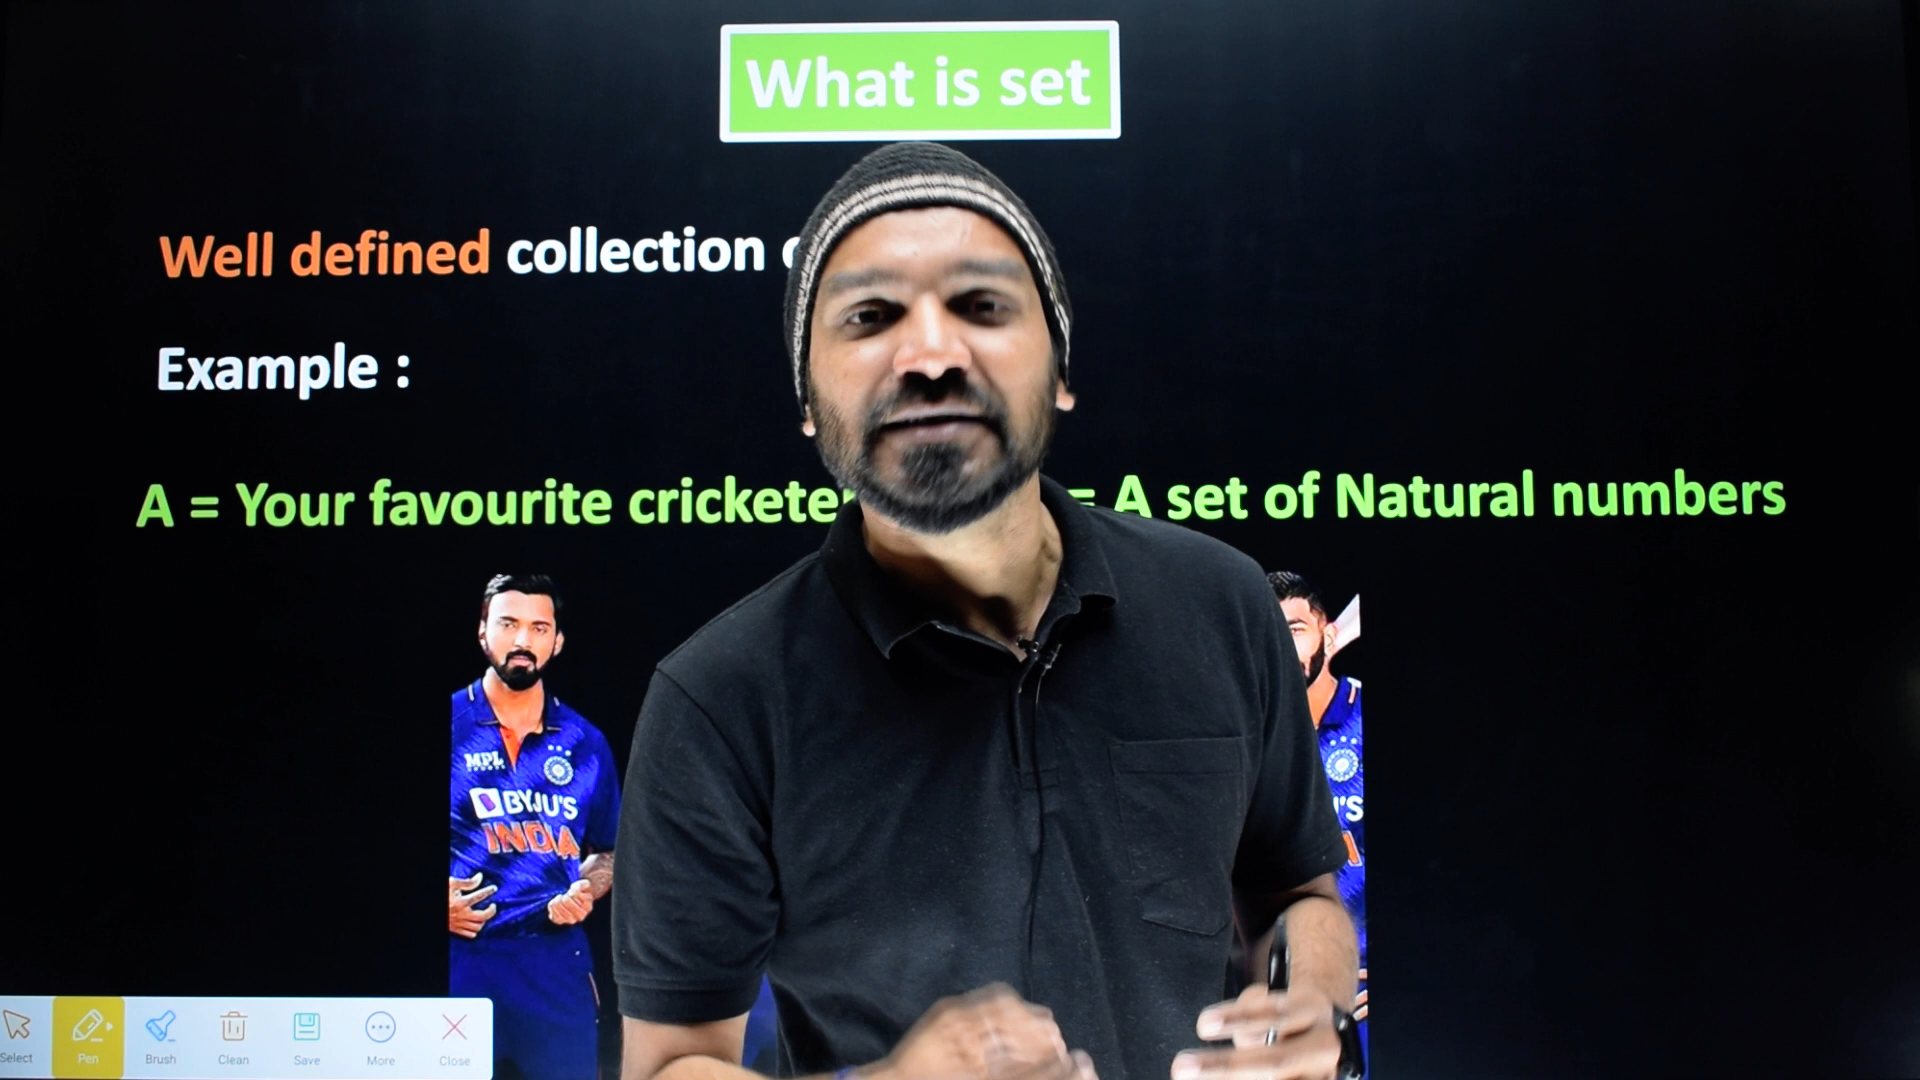 What is set
Well defined collection
Example :
A = Your favourite
= A set of Natural numbers
MPL
BYJU'S
INDIA
Select
Pen
Brush
Clean
Save
More
Close